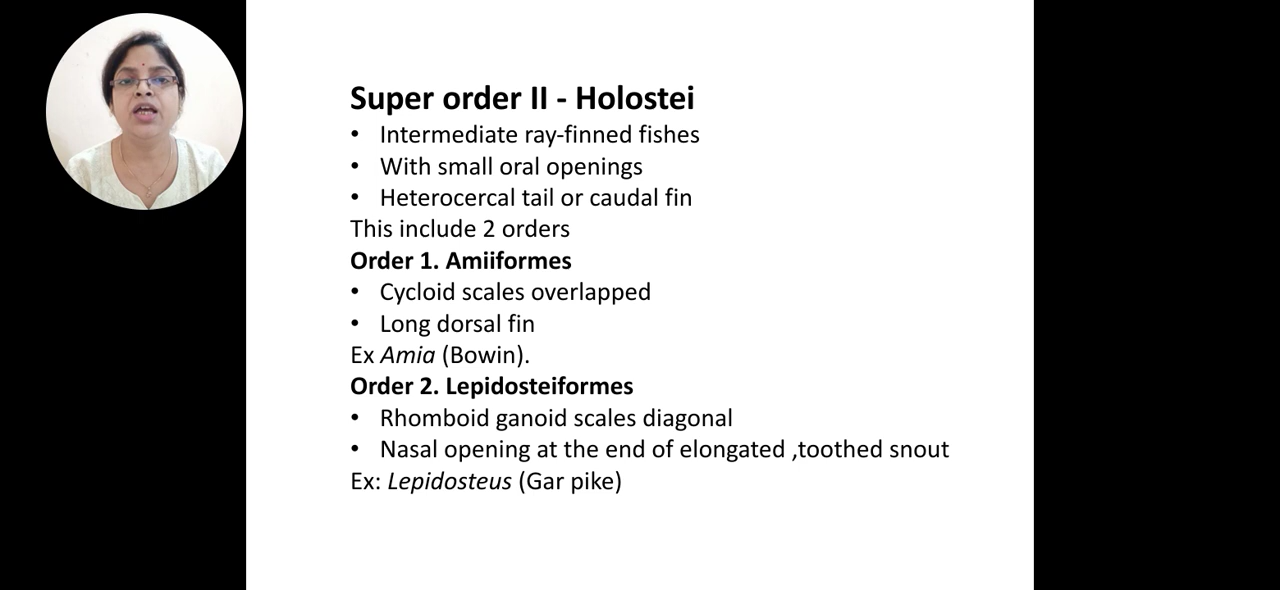 Super order II - Holostei
• Intermediate ray-finned fishes
• With small oral openings
• Heterocercal tail or caudal fin
This include 2 orders
Order 1. Amiiformes
• Cycloid scales overlapped
• Long dorsal fin
Ex Amia (Bowin).
Order 2. Lepidosteiformes
• Rhomboid ganoid scales diagonal
• Nasal opening at the end of elongated ,toothed snout
Ex: Lepidosteus (Gar pike)